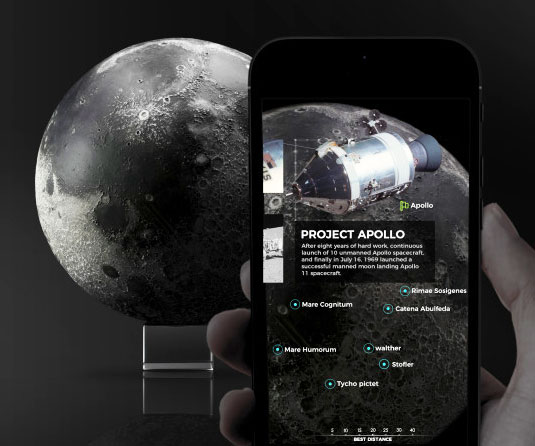 Apollo
PROJECT APOLLO
After eight years of hard work, continuous
launch of 10 unmanned Apollo spacecraft,
and finally in July 16, 1969 launched a
successful manned moon landing Apollo
11 spacecraft.
Rimae Sosigenes
Mare Cognitum
Catena Abulfeda
Mare Humorum
walther
Stofler
Tycho pictet
5 10 15 20 25 30 40
BEST DISTANCE